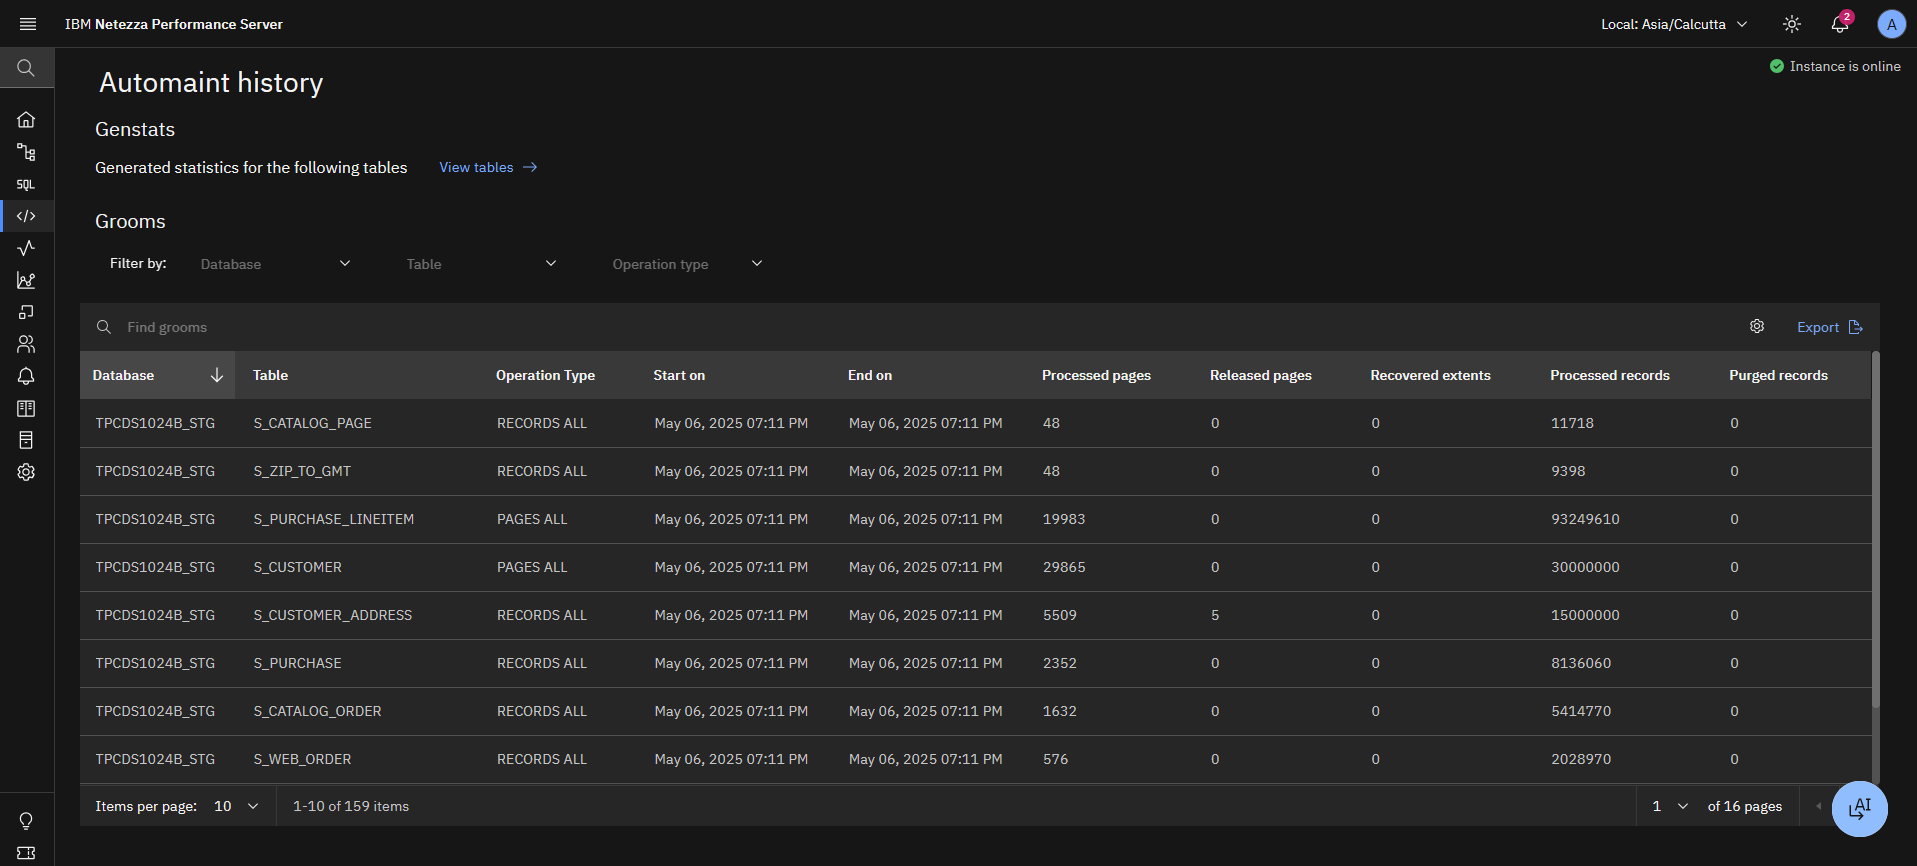 IBM Netezza Performance Server
Local: Asia/Calcutta
2
A
Instance is online
Automaint history
Genstats
Generated statistics for the following tables View tables
Grooms
Filter by: Database Table Operation type
Find grooms
Export
Database Table Operation Type Start on End on Processed pages Released pages Recovered extents Processed records Purged records
TPCDS1024B_STG S_CATALOG_PAGE RECORDS ALL May 06, 2025 07:11 PM May 06, 2025 07:11 PM 48 0 0 11718 0
TPCDS1024B_STG S_ZIP_TO_GMT RECORDS ALL May 06, 2025 07:11 PM May 06, 2025 07:11 PM 48 0 0 9398 0
TPCDS1024B_STG S_PURCHASE_LINEITEM PAGES ALL May 06, 2025 07:11 PM May 06, 2025 07:11 PM 19983 0 0 93249610 0
TPCDS1024B_STG S_CUSTOMER PAGES ALL May 06, 2025 07:11 PM May 06, 2025 07:11 PM 29865 0 0 30000000 0
TPCDS1024B_STG S_CUSTOMER_ADDRESS RECORDS ALL May 06, 2025 07:11 PM May 06, 2025 07:11 PM 5509 5 0 15000000 0
TPCDS1024B_STG S_PURCHASE RECORDS ALL May 06, 2025 07:11 PM May 06, 2025 07:11 PM 2352 0 0 8136060 0
TPCDS1024B_STG S_CATALOG_ORDER RECORDS ALL May 06, 2025 07:11 PM May 06, 2025 07:11 PM 1632 0 0 5414770 0
TPCDS1024B_STG S_WEB_ORDER RECORDS ALL May 06, 2025 07:11 PM May 06, 2025 07:11 PM 576 0 0 2028970 0
Items per page: 10 1-10 of 159 items 1 of 16 pages
AI
SQL